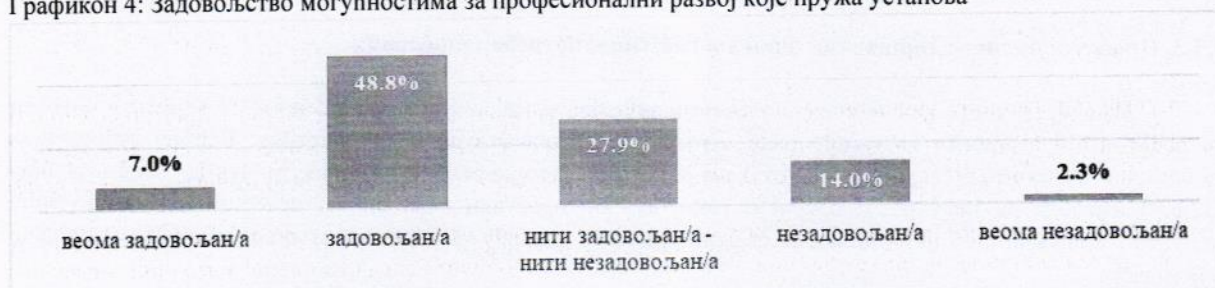 Графикон 4: Задовољство могућностима за професионални развој које пружа установа
48.8%
27.9%
7.0%
14.0%
2.3%
веома задовољан/а
задовољан/а
нити задовољан/а -
нити незадовољан/а
незадовољан/а
веома незадовољан/а